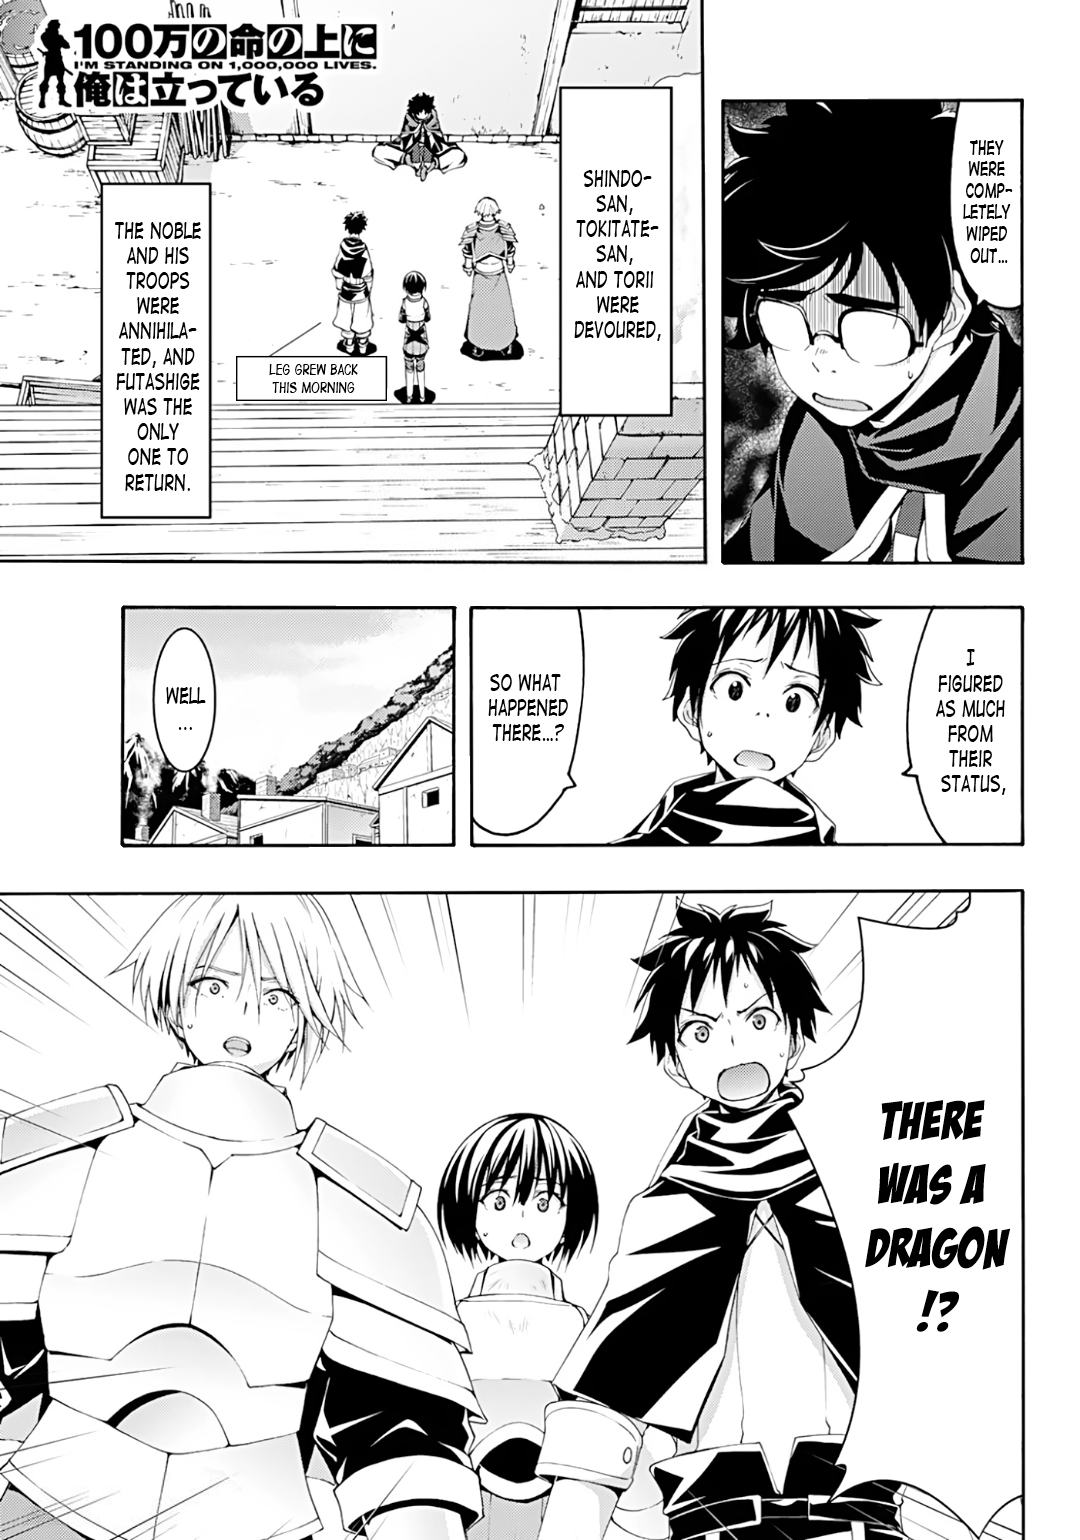 100万の命の上に
I'M STANDING ON 1,000,000 LIVES.
俺は立っている
THEY
WERE
COMP-
LETELY
WIPED
OUT...
SHINDO-
SAN,
TOKITATE-
SAN,
AND TORII
WERE
DEVOURED,
THE NOBLE
AND HIS
TROOPS
WERE
ANNIHILA-
TED, AND
FUTASHIGE
WAS THE
ONLY
ONE TO
RETURN.
LEG GREW BACK
THIS MORNING
I
FIGURED
AS MUCH
FROM
THEIR
STATUS,
SO WHAT
HAPPENED
THERE...?
WELL
...
THERE
WAS A
DRAGON
!?